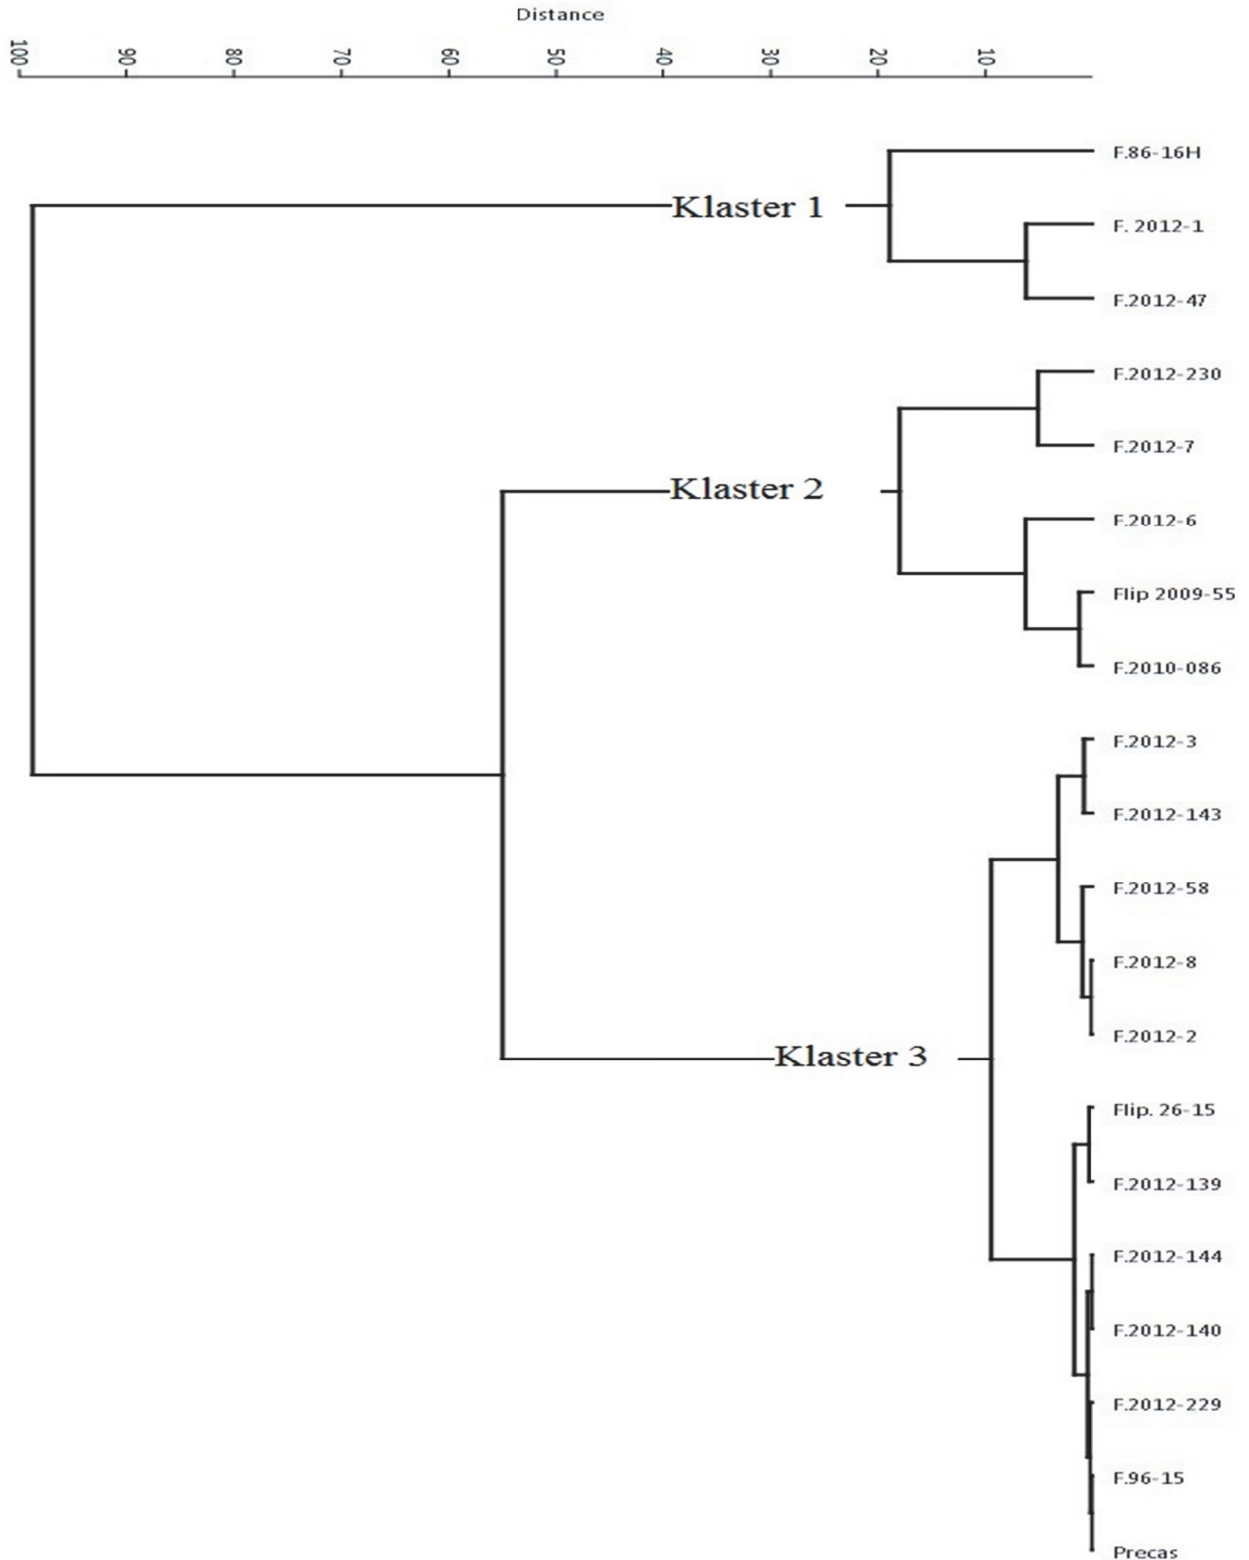 Distance
100 90 80 70 60 50 40 30 20 10
F.86-16H
Klaster 1
F. 2012-1
F.2012-47
F.2012-230
F.2012-7
Klaster 2
F.2012-6
Flip 2009-55
F.2010-086
F.2012-3
F.2012-143
F.2012-58
F.2012-8
F.2012-2
Klaster 3
Flip. 26-15
F.2012-139
F.2012-144
F.2012-140
F.2012-229
F.96-15
Precas